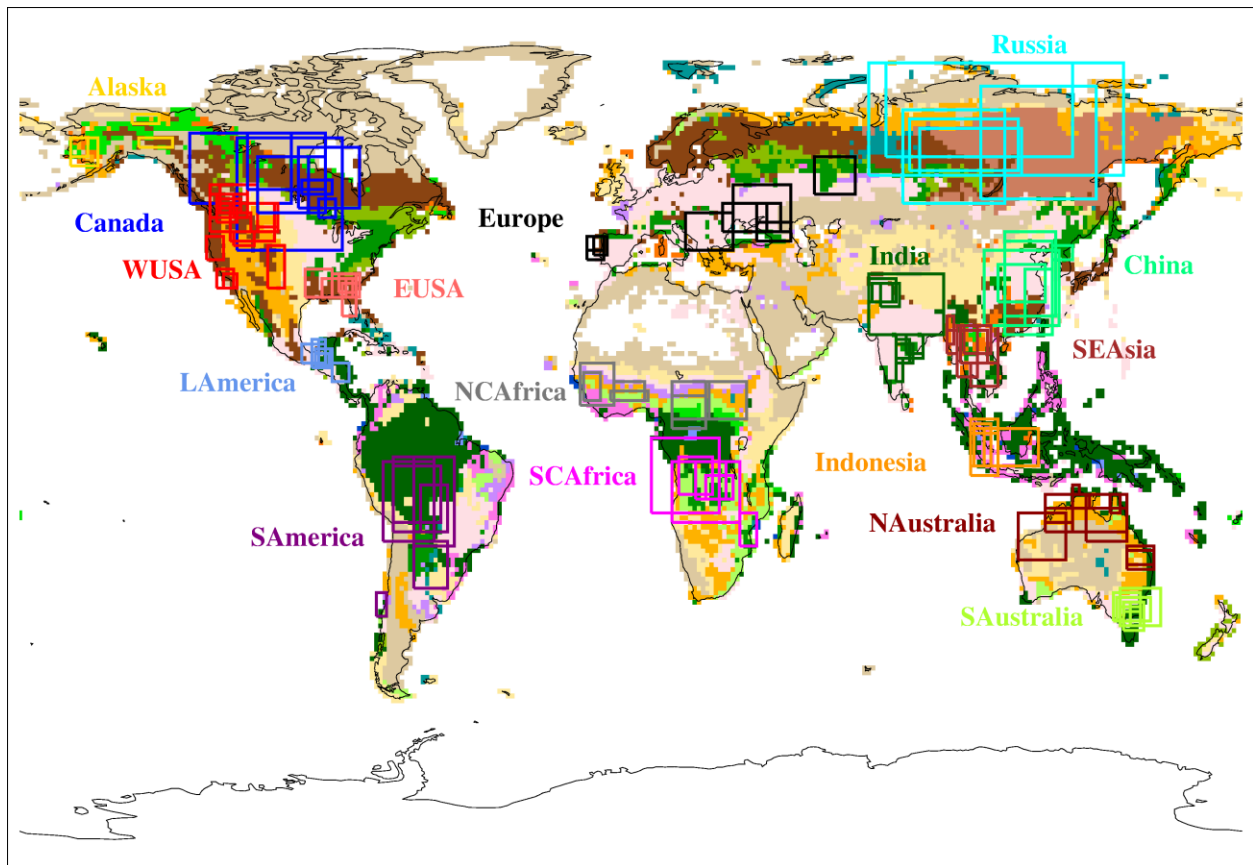 Russia
Alaska
Canada
Europe
WUSA
India
China
EUSA
SEAsia
LAmerica
NCAfrica
SCAfrica
Indonesia
SAmerica
NAustralia
SAustralia